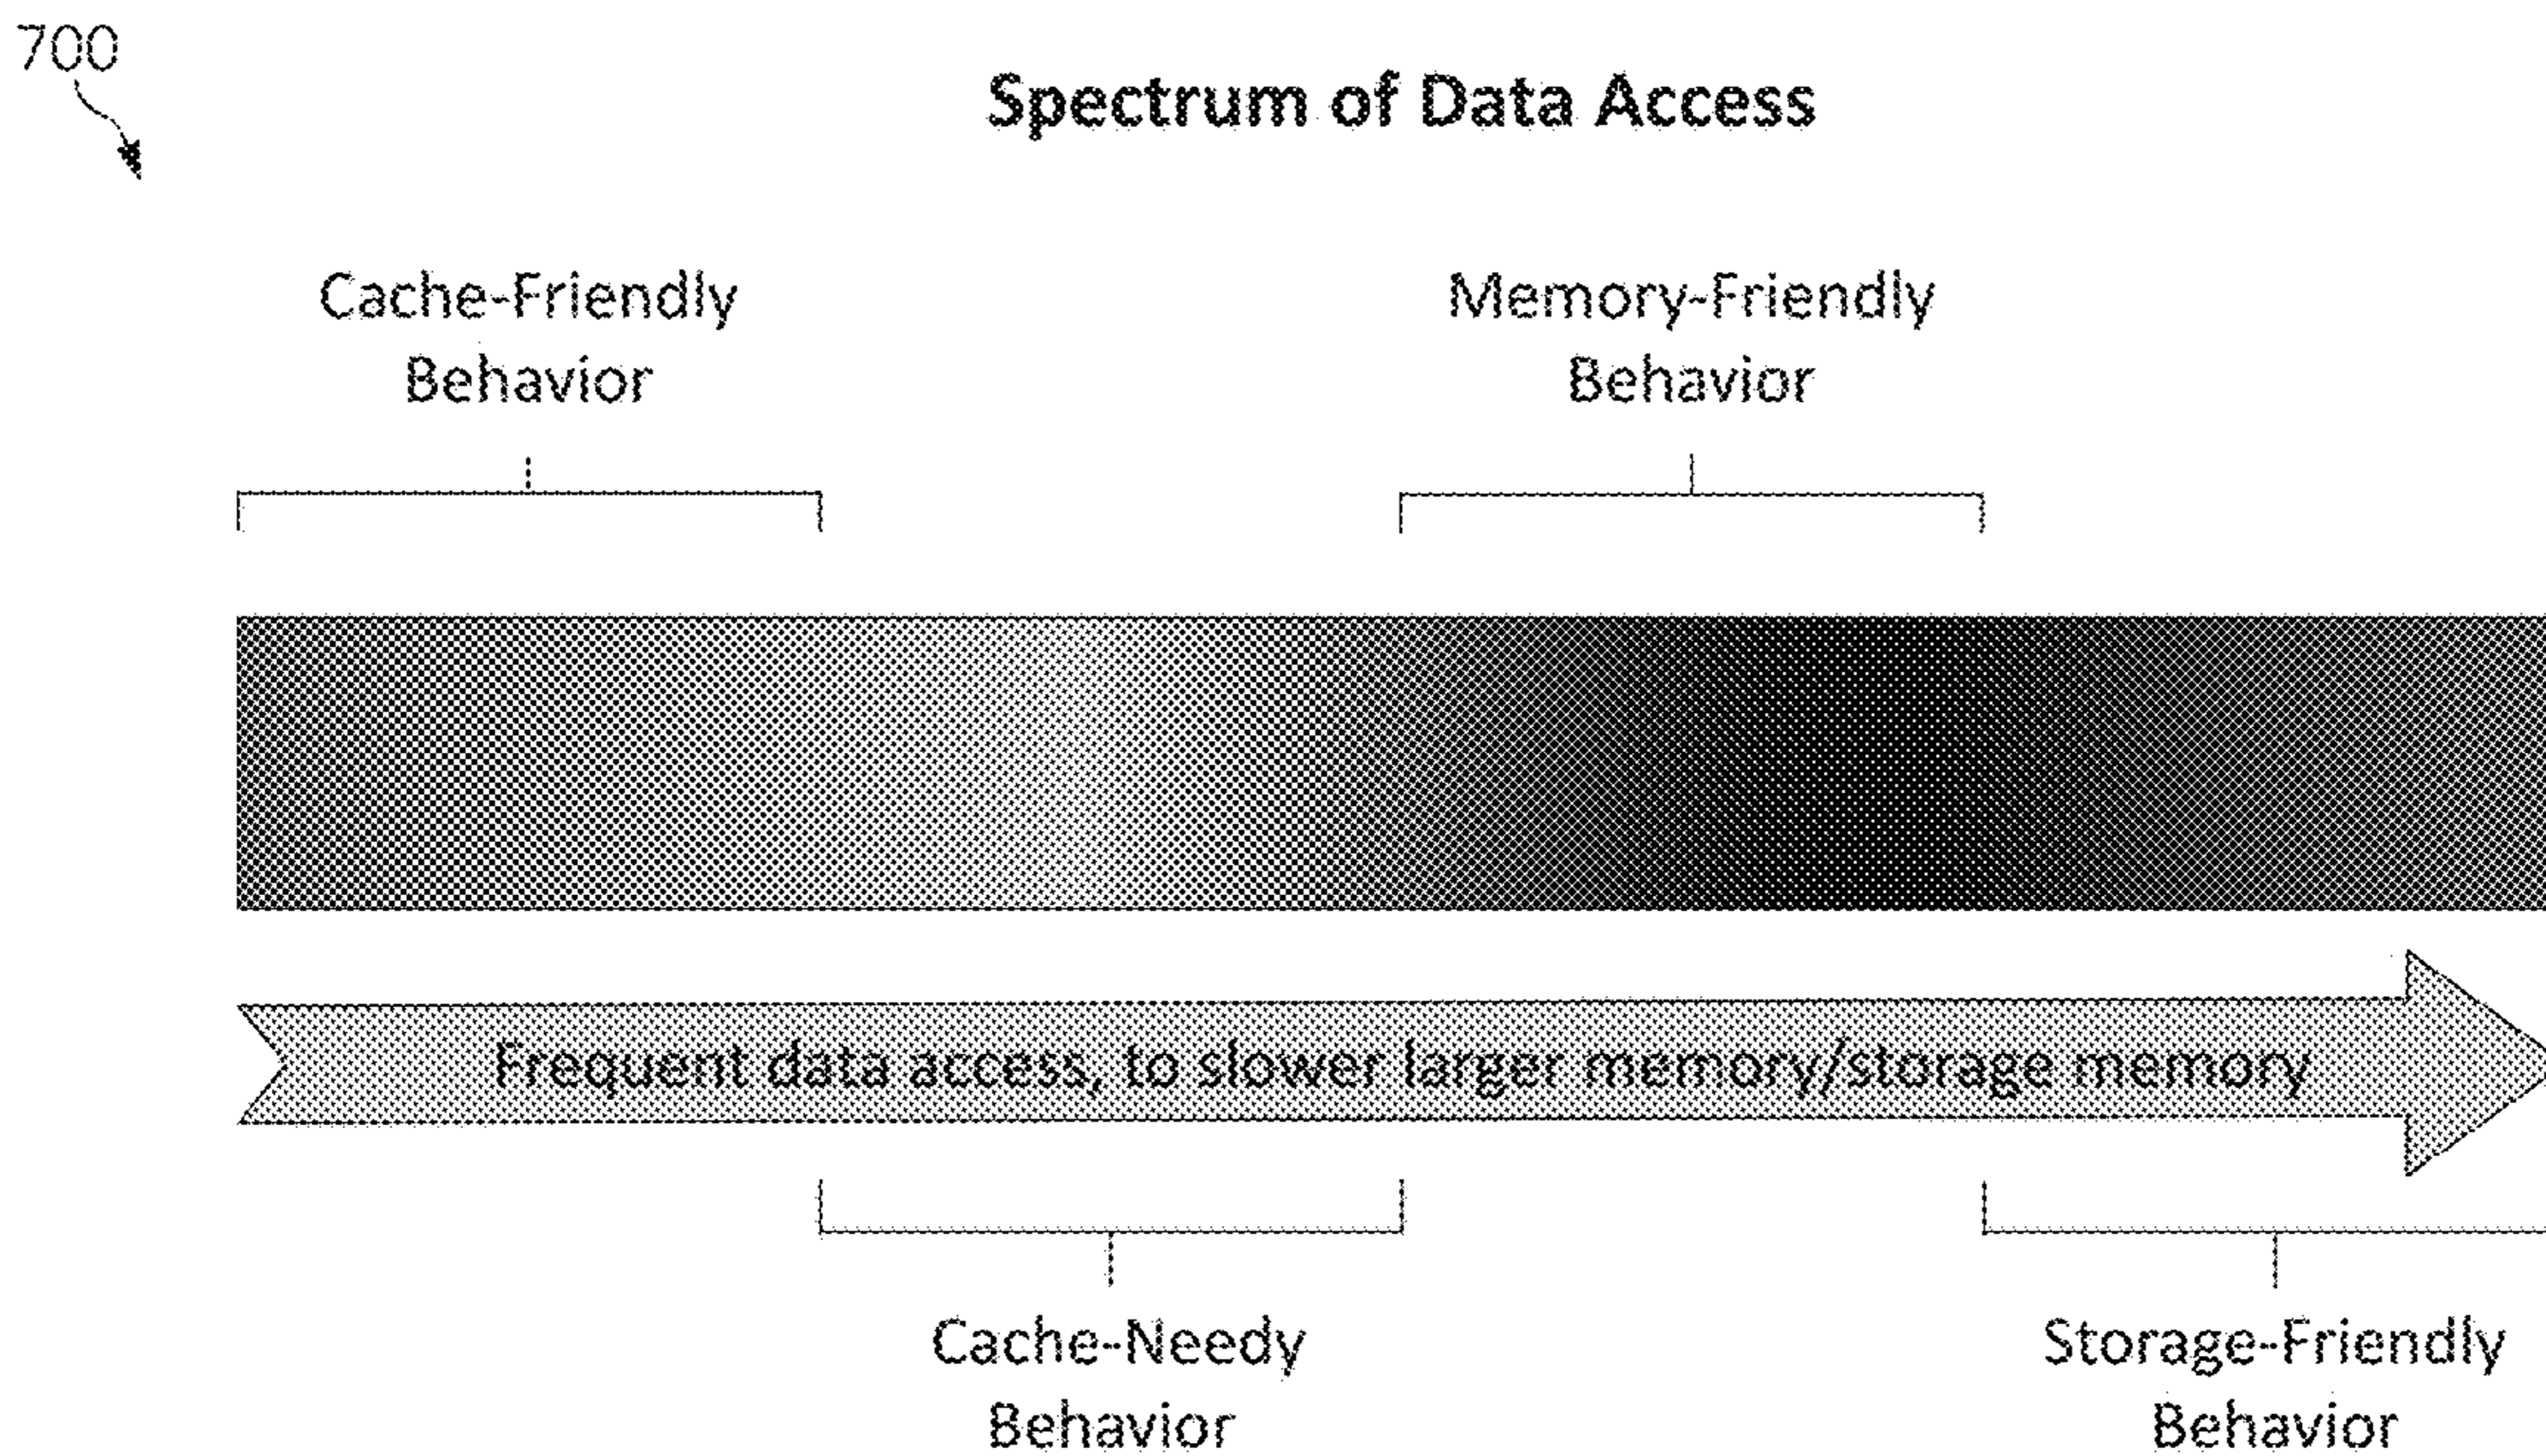 700
Spectrum of Data Access
Cache-Friendly
Behavior
Memory-Friendly
Behavior
Frequent data access, to slower larger memory/storage memory
Cache-Needy
Behavior
Storage-Friendly
Behavior